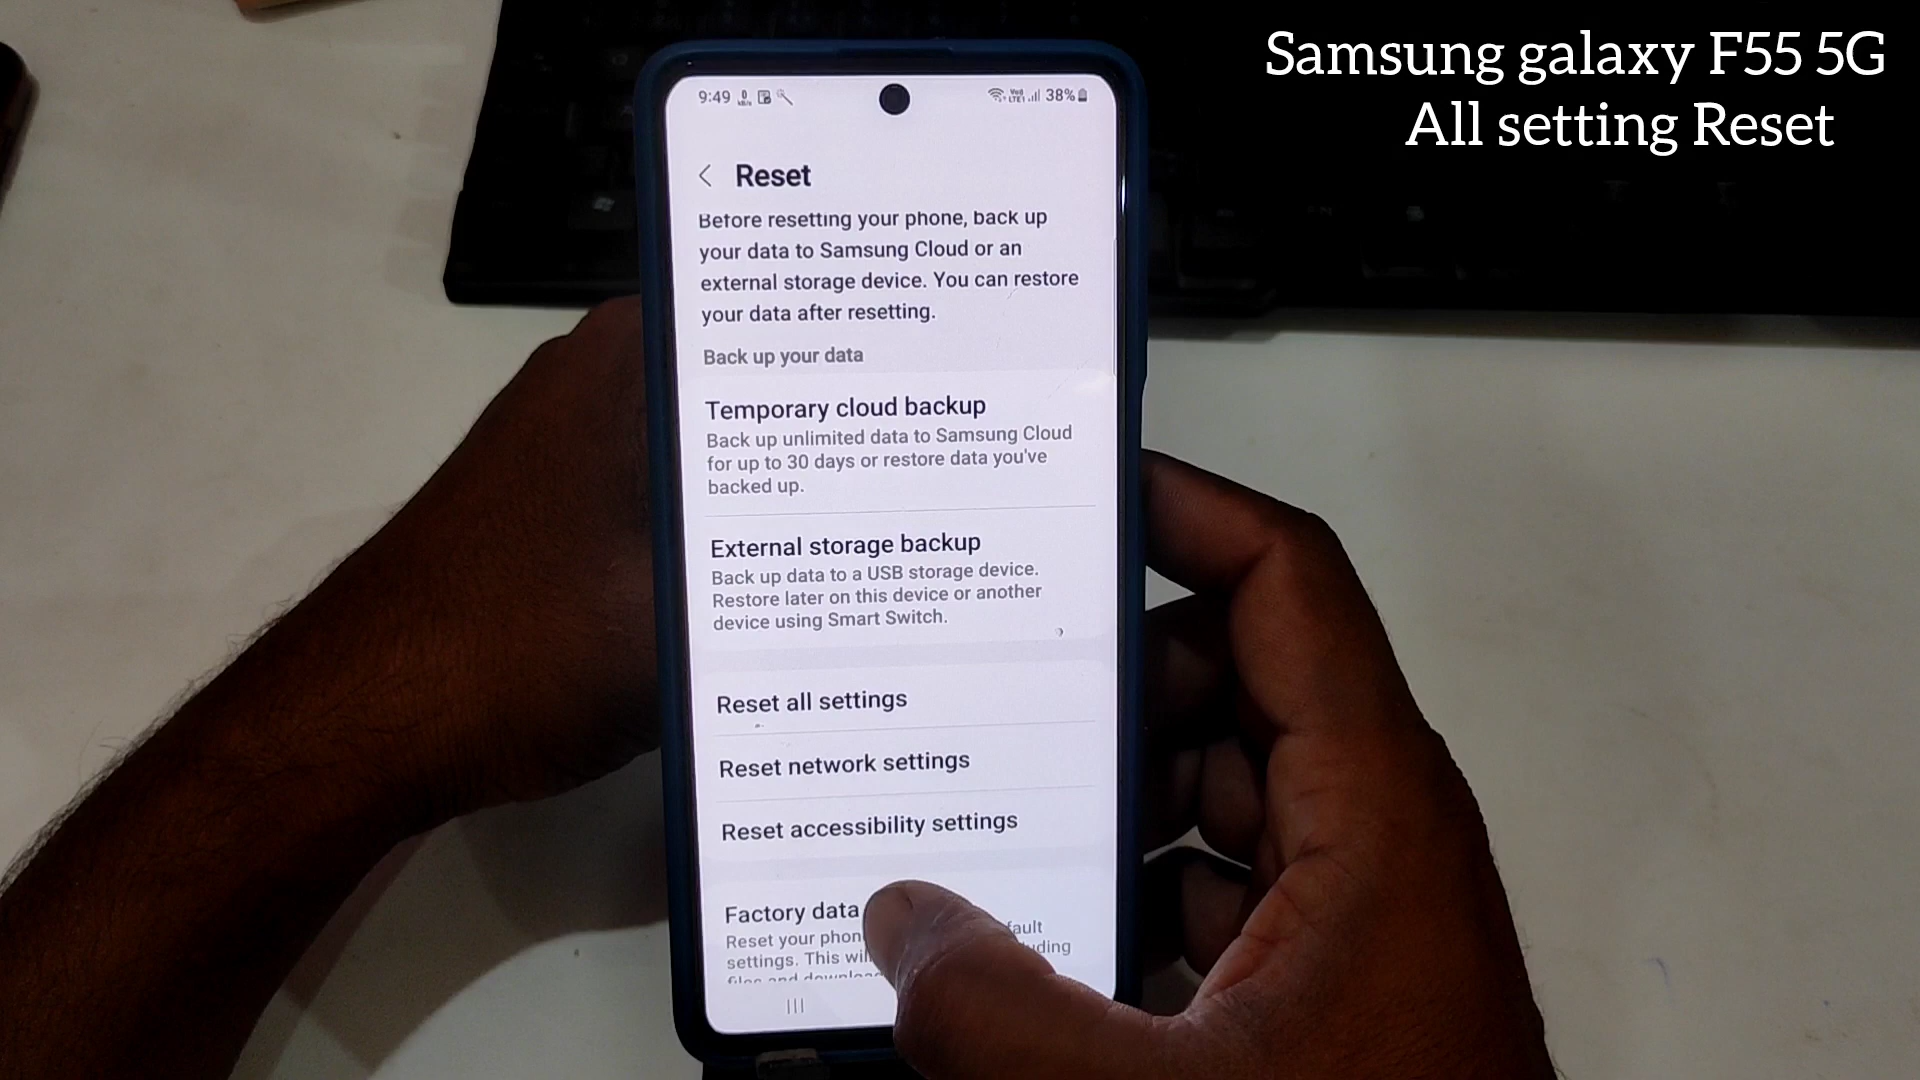 Samsung galaxy F55 5G
All setting Reset
9:49
38%
Reset
Before resetting your phone, back up
your data to Samsung Cloud or an
external storage device. You can restore
your data after resetting.
Back up your data
Temporary cloud backup
Back up unlimited data to Samsung Cloud
for up to 30 days or restore data you've
backed up.
External storage backup
Back up data to a USB storage device.
Restore later on this device or another
device using Smart Switch.
Reset all settings
Reset network settings
Reset accessibility settings
Factory data
Reset your
settings. This